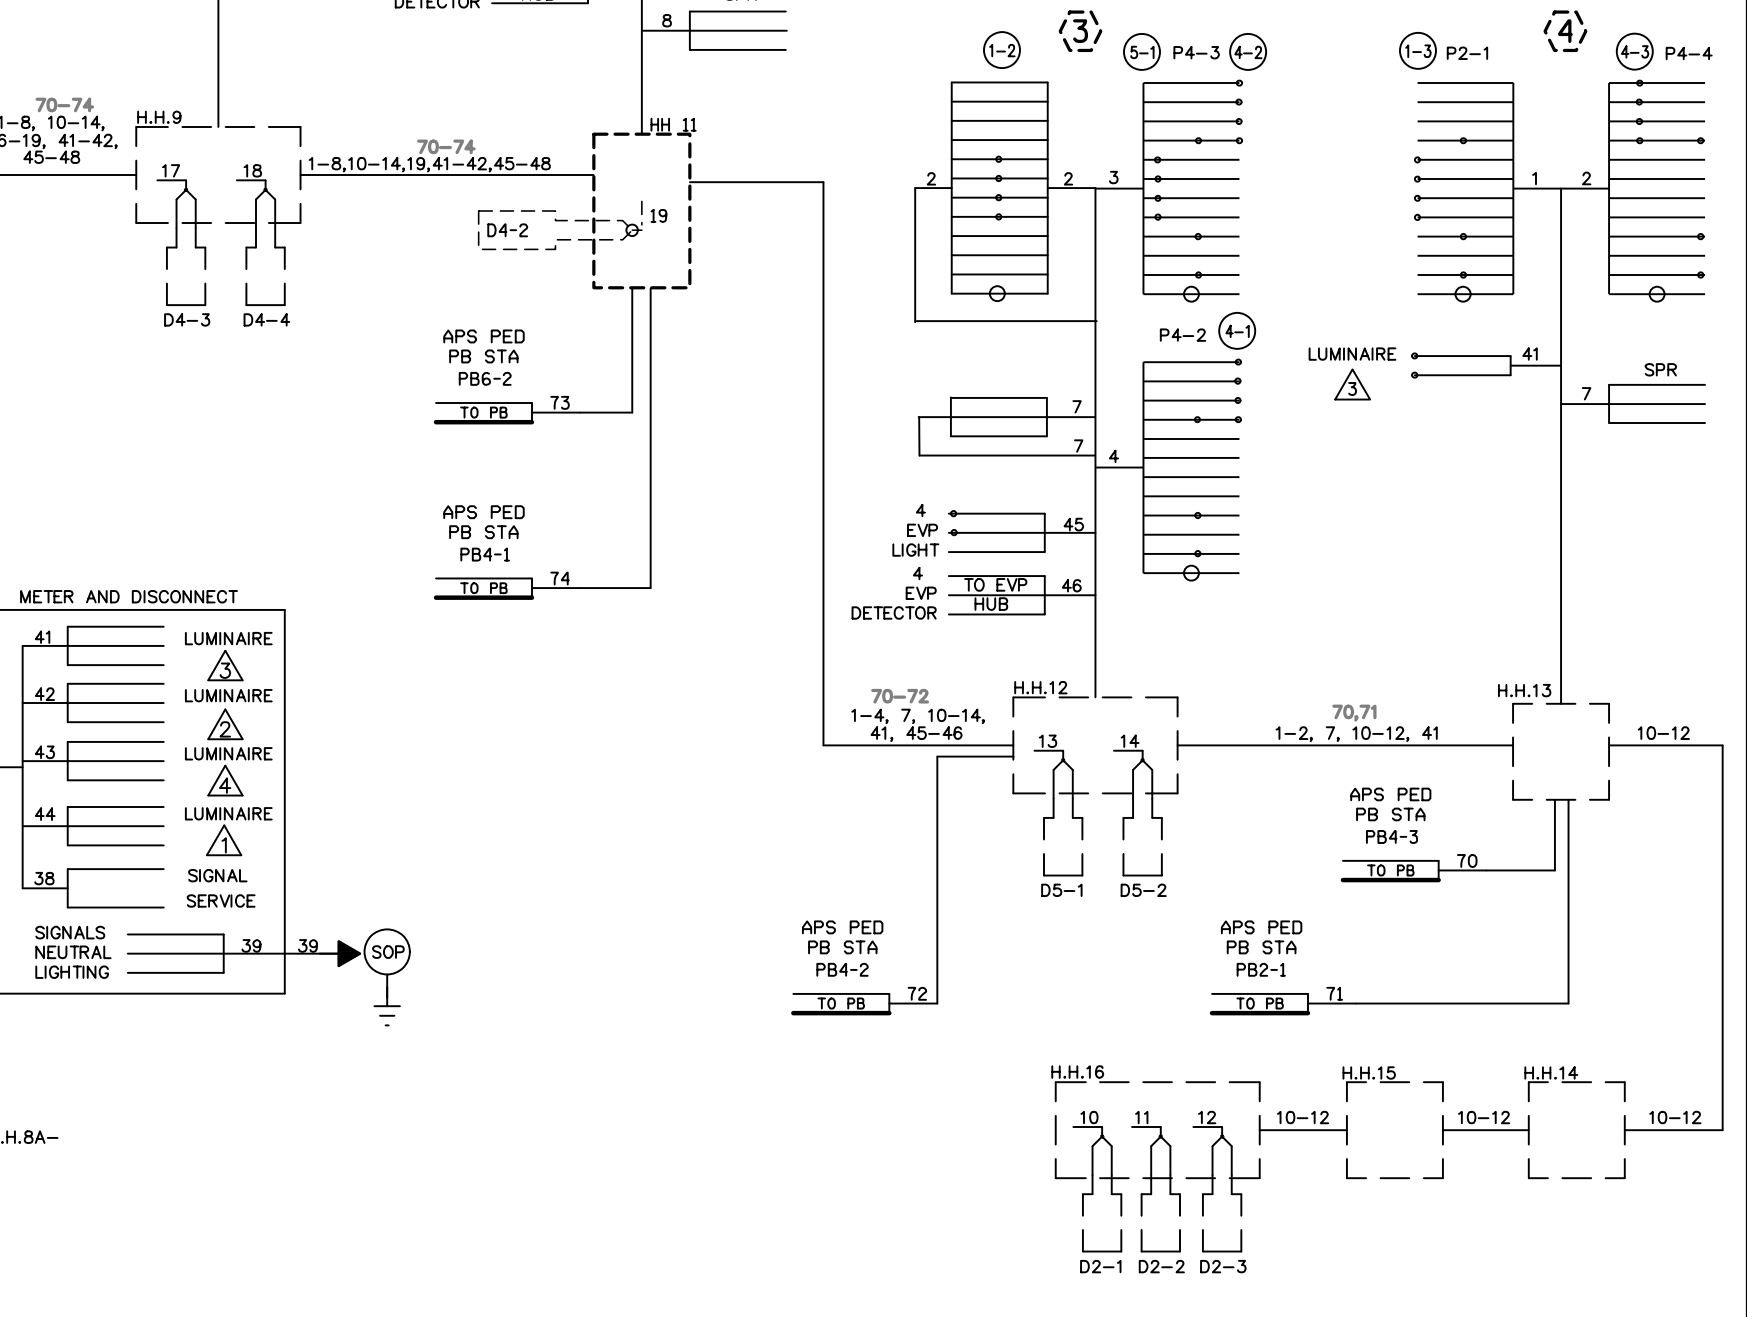 DETECTOR
8
3
4
1-2
5-1 P4-3 4-2
1-3 P2-1
4-3 P4-4
70-74
1-8, 10-14,
6-19, 41-42,
45-48
H.H.9
17 18
D4-3 D4-4
70-74
1-8,10-14,19,41-42,45-48
HH 11
19
D4-2
2 2 3
1 2
APS PED
PB STA
PB6-2
TO PB 73
P4-2 4-1
LUMINAIRE
3
41
SPR
7
7
7
4
APS PED
PB STA
PB4-1
TO PB 74
4
EVP
LIGHT
45
4
EVP
DETECTOR
TO EVP
HUB
46
METER AND DISCONNECT
41 LUMINAIRE
3
42 LUMINAIRE
2
43 LUMINAIRE
4
44 LUMINAIRE
1
38 SIGNAL
SERVICE
SIGNALS
NEUTRAL
LIGHTING
39 39 SOP
70-72
1-4, 7, 10-14,
41, 45-46
H.H.12
13 14
D5-1 D5-2
70,71
1-2, 7, 10-12, 41
H.H.13
10-12
APS PED
PB STA
PB4-3
TO PB 70
APS PED
PB STA
PB4-2
TO PB 72
APS PED
PB STA
PB2-1
TO PB 71
H.H.16
10 11 12
D2-1 D2-2 D2-3
10-12
H.H.15
10-12
H.H.14
10-12
.H.8A-